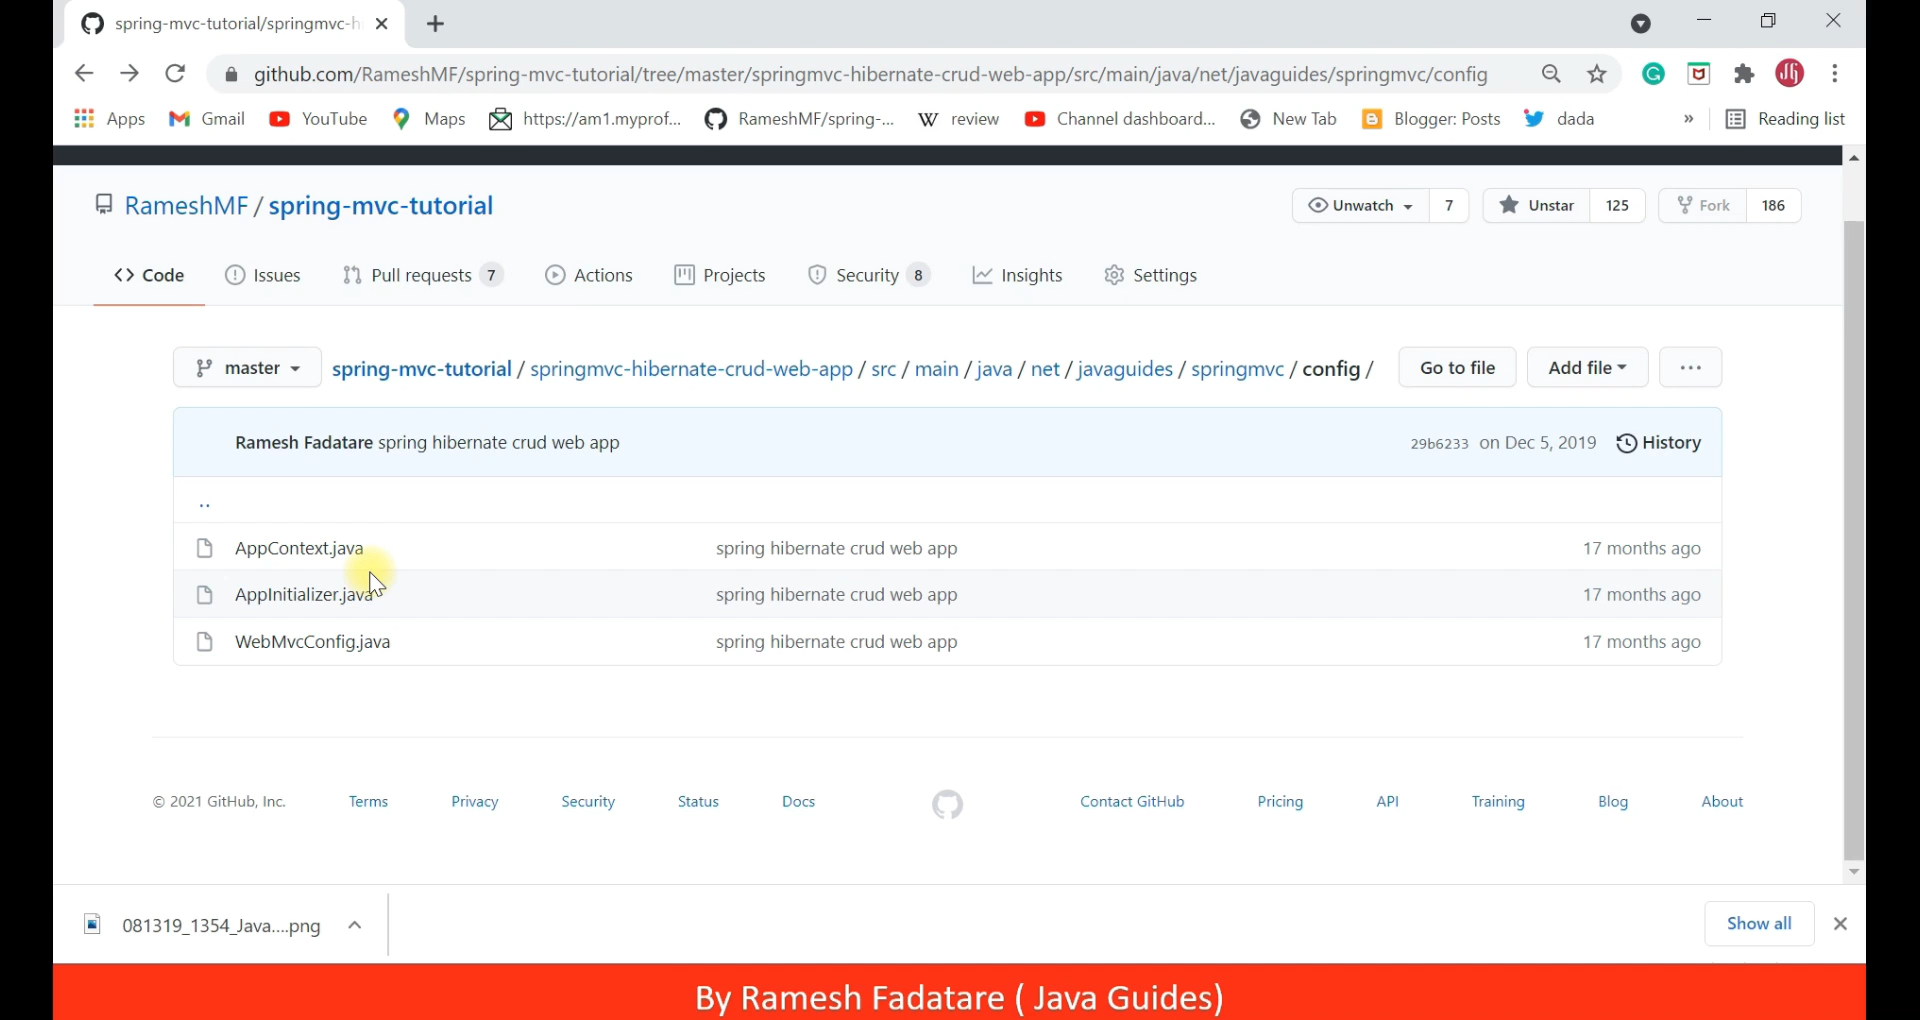 spring-mvc-tutorial/springmvc-h
github.com/RameshMF/spring-mvc-tutorial/tree/master/springmvc-hibernate-crud-web-app/src/main/java/net/javaguides/springmvc/config
Apps Gmail YouTube Maps https://am1.myprof... RameshMF/spring-... review Channel dashboard... New Tab Blogger: Posts dada » Reading list
RameshMF / spring-mvc-tutorial Unwatch 7 Unstar 125 Fork 186
Code Issues Pull requests 7 Actions Projects Security 8 Insights Settings
master spring-mvc-tutorial / springmvc-hibernate-crud-web-app / src / main / java / net / javaguides / springmvc / config / Go to file Add file ...
Ramesh Fadatare spring hibernate crud web app 29b6233 on Dec 5, 2019 History
..
AppContext.java spring hibernate crud web app 17 months ago
AppInitializer.java spring hibernate crud web app 17 months ago
WebMvcConfig.java spring hibernate crud web app 17 months ago
© 2021 GitHub, Inc. Terms Privacy Security Status Docs Contact GitHub Pricing API Training Blog About
081319_1354_Java....png Show all
By Ramesh Fadatare ( Java Guides)